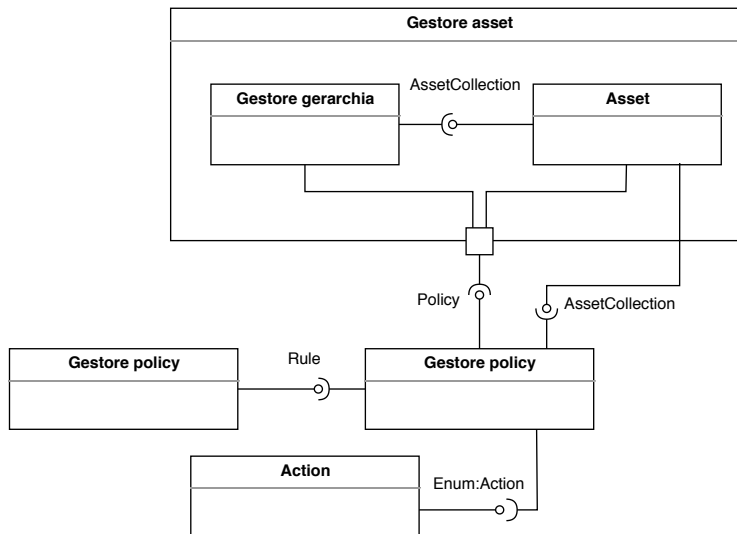 Gestore asset
AssetCollection
Gestore gerarchia
Asset
Policy
AssetCollection
Gestore policy
Rule
Gestore policy
Action
Enum:Action